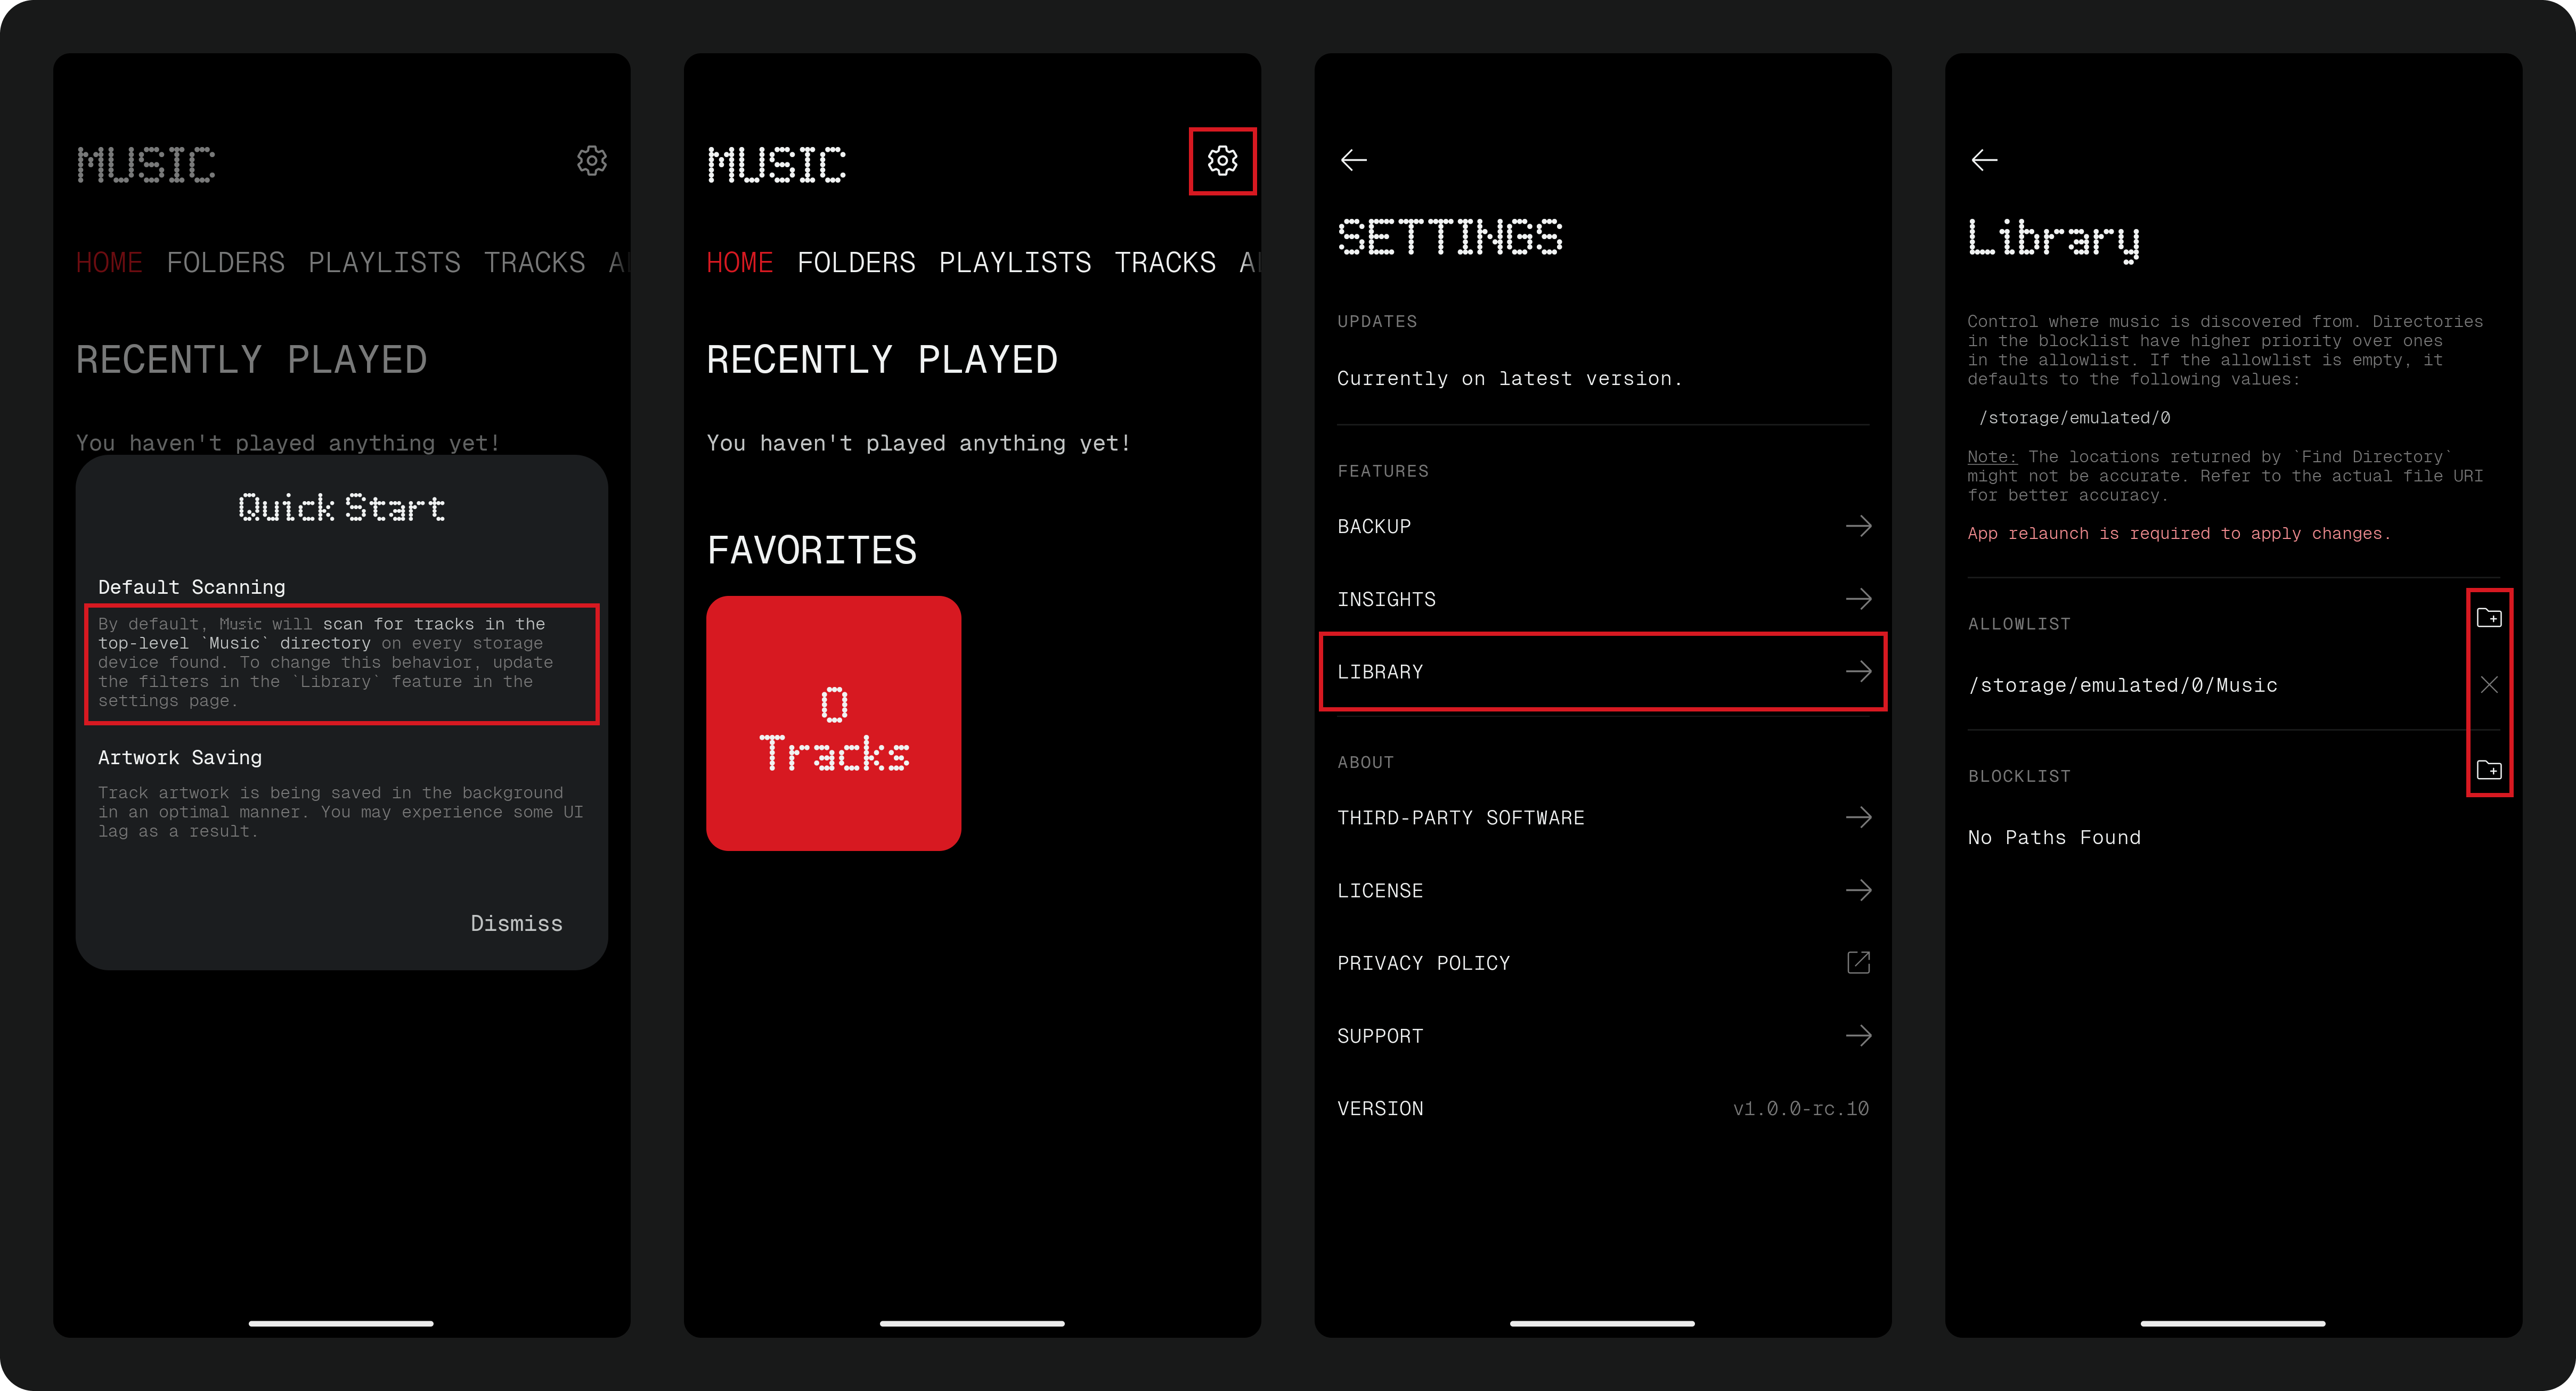 MUSIC
HOME FOLDERS PLAYLISTS TRACKS A
RECENTLY PLAYED
You haven't played anything yet!
Quick Start
Default Scanning
By default, Music will scan for tracks in the
top-level `Music` directory on every storage
device found. To change this behavior, update
the filters in the `Library` feature in the
settings page.
Artwork Saving
Track artwork is being saved in the background
in an optimal manner. You may experience some UI
lag as a result.
Dismiss
MUSIC
HOME FOLDERS PLAYLISTS TRACKS A
RECENTLY PLAYED
You haven't played anything yet!
FAVORITES
0
Tracks
SETTINGS
UPDATES
Currently on latest version.
FEATURES
BACKUP
INSIGHTS
LIBRARY
ABOUT
THIRD-PARTY SOFTWARE
LICENSE
PRIVACY POLICY
SUPPORT
VERSION v1.0.0-rc.10
Library
Control where music is discovered from. Directories
in the blocklist have higher priority over ones
in the allowlist. If the allowlist is empty, it
defaults to the following values:
/storage/emulated/0
Note: The locations returned by `Find Directory`
might not be accurate. Refer to the actual file URI
for better accuracy.
App relaunch is required to apply changes.
ALLOWLIST
/storage/emulated/0/Music
BLOCKLIST
No Paths Found